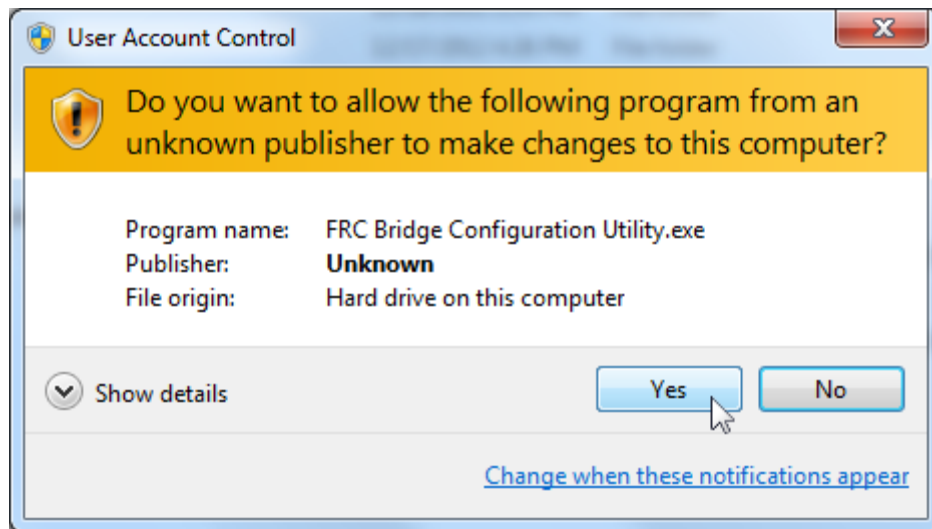 User Account Control
Do you want to allow the following program from an
unknown publisher to make changes to this computer?
Program name: FRC Bridge Configuration Utility.exe
Publisher: Unknown
File origin: Hard drive on this computer
Show details
Yes No
Change when these notifications appear